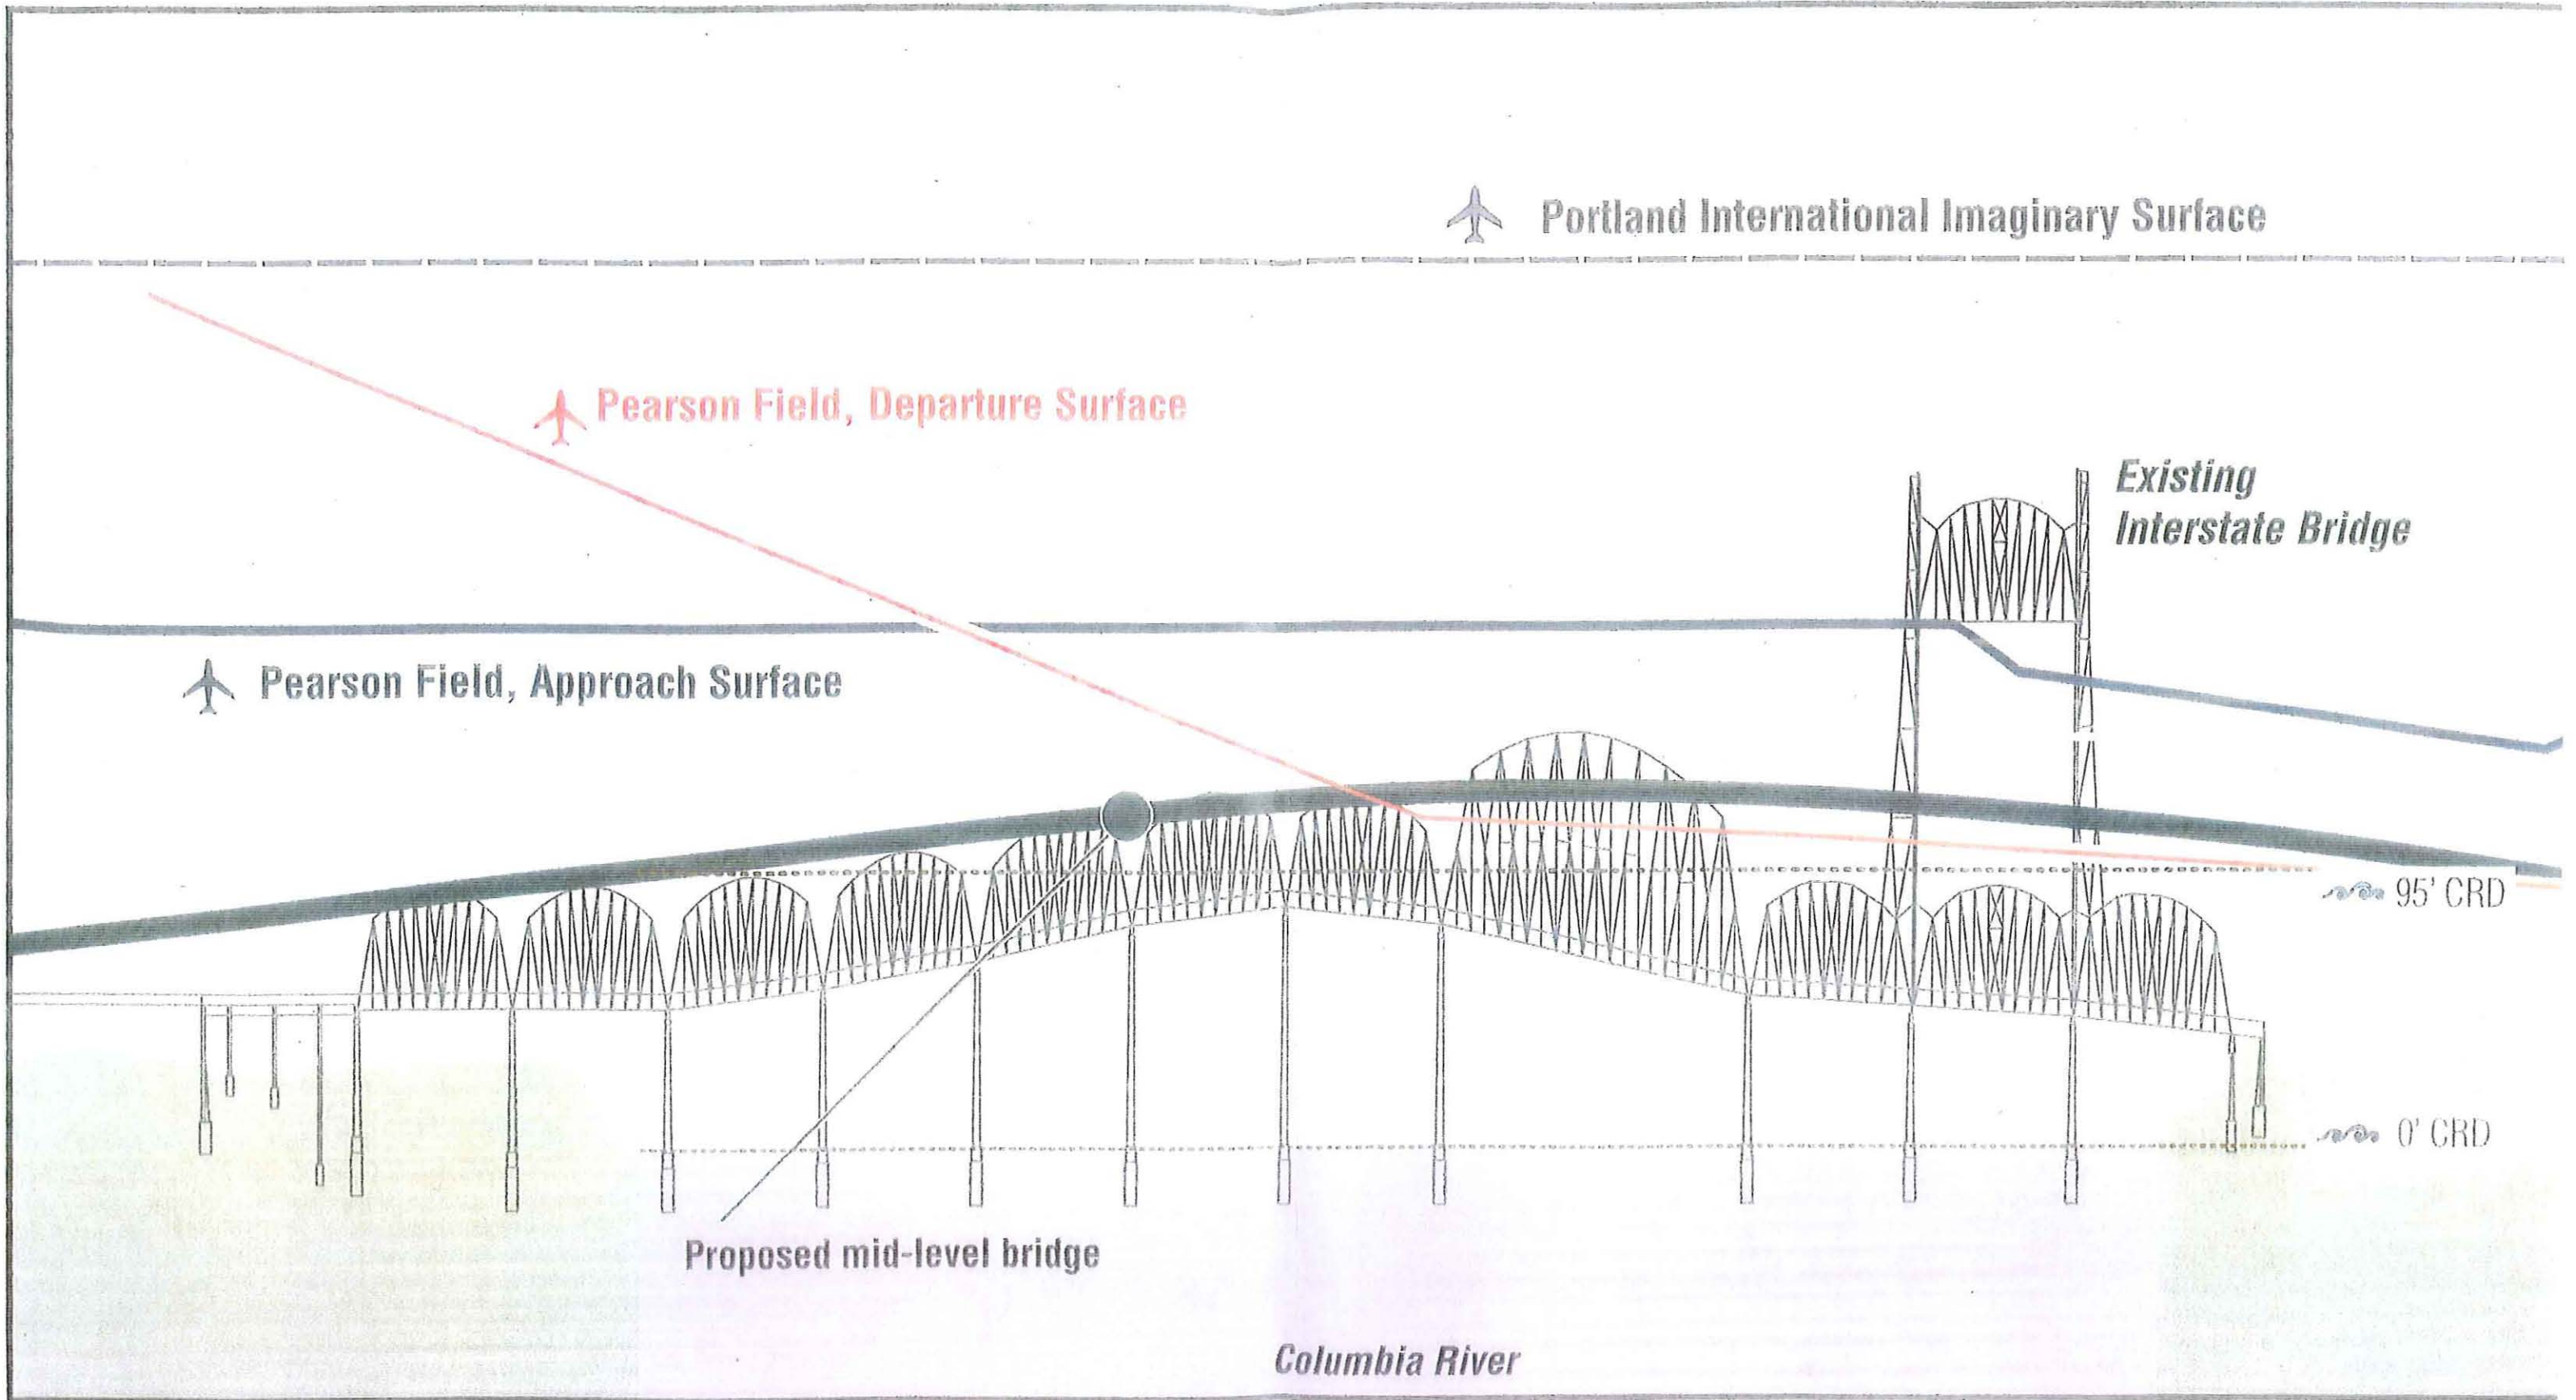 Portland International Imaginary Surface
Pearson Field, Departure Surface
Existing
Interstate Bridge
Pearson Field, Approach Surface
95' CRD
0' CRD
Proposed mid-level bridge
Columbia River